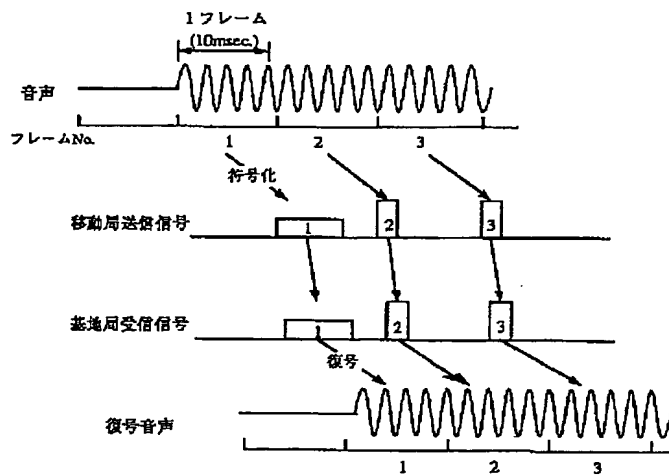 1フレーム
(10msec.)
音声
フレームNo.
1 2 3
符号化
移動局送信信号
1 2 3
基地局受信信号
1 2 3
復号
復号音声
1 2 3